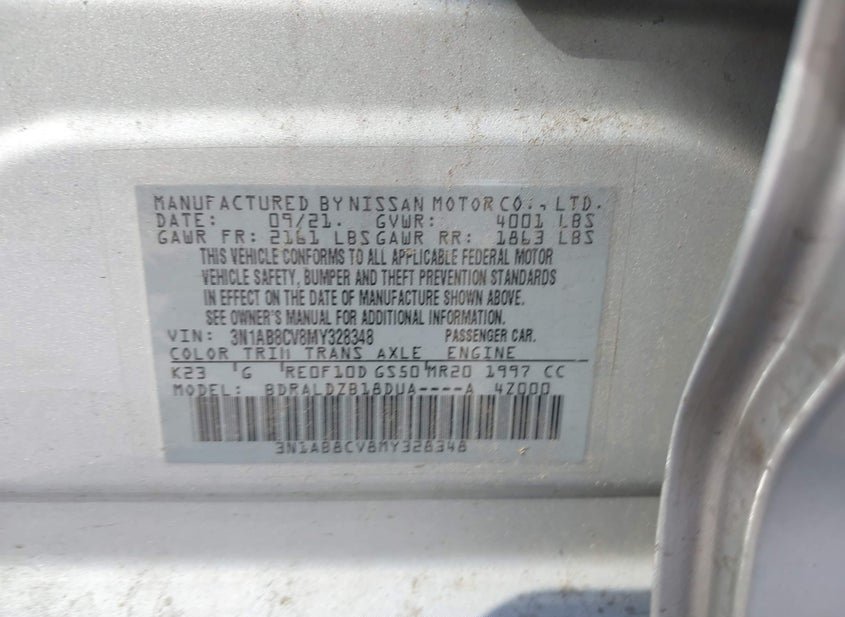 MANUFACTURED BY NISSAN MOTOR CO., LTD.
DATE: 09/21. GVWR: 4001 LBS
GAWR FR: 2161 LBS GAWR RR: 1863 LBS
THIS VEHICLE CONFORMS TO ALL APPLICABLE FEDERAL MOTOR
VEHICLE SAFETY, BUMPER AND THEFT PREVENTION STANDARDS
IN EFFECT ON THE DATE OF MANUFACTURE SHOWN ABOVE.
SEE OWNER'S MANUAL FOR ADDITIONAL INFORMATION.
VIN: 3N1AB8CV8MY328348 PASSENGER CAR.
COLOR TRIM TRANS AXLE ENGINE
K23 G RE0F10D GS50 MR20 1997 CC
MODEL: BDRALDZB18DUA----A 4Z000
3N1AB8CV8MY328348